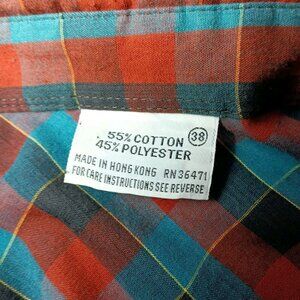 55% COTTON 38
45% POLYESTER
MADE IN HONG KONG RN 36471
FOR CARE INSTRUCTIONS SEE REVERSE